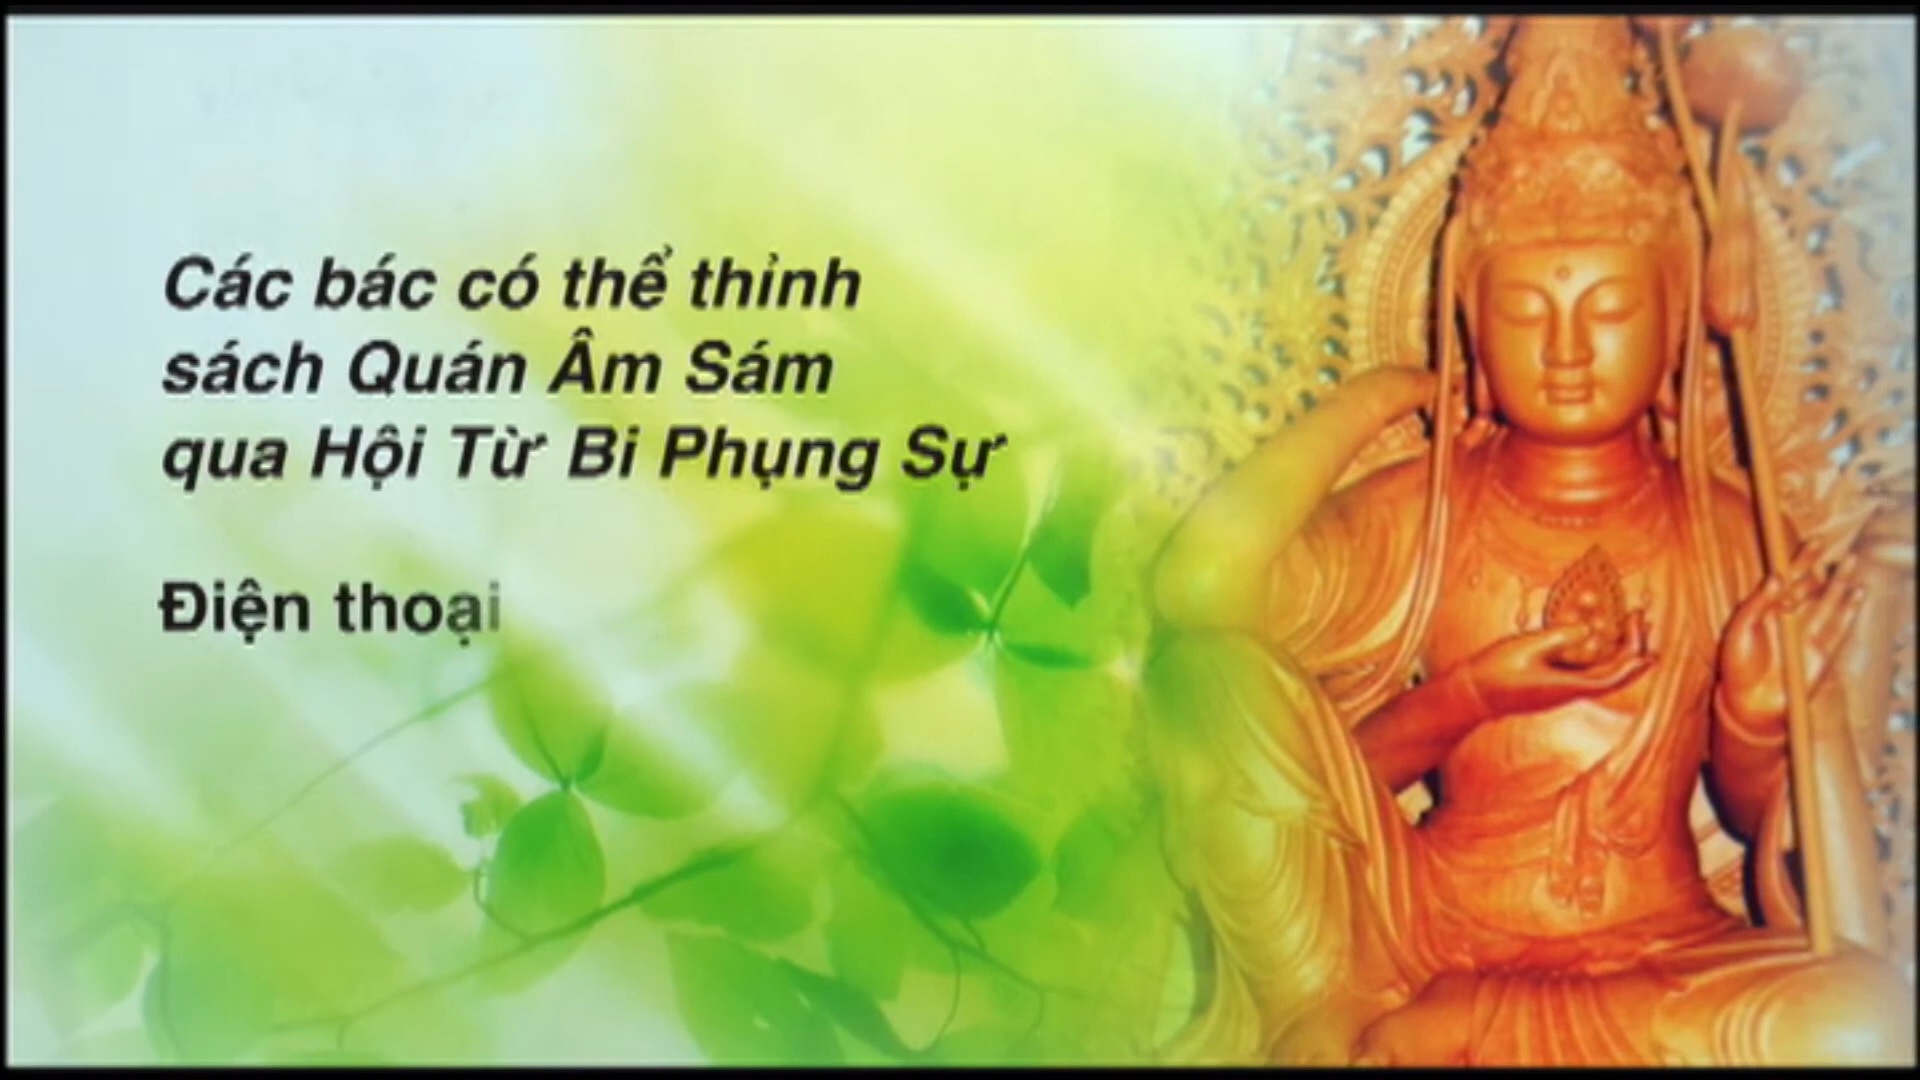 Các bác có thể thỉnh
sách Quán Âm Sám
qua Hội Từ Bi Phụng Sự
Điện thoại